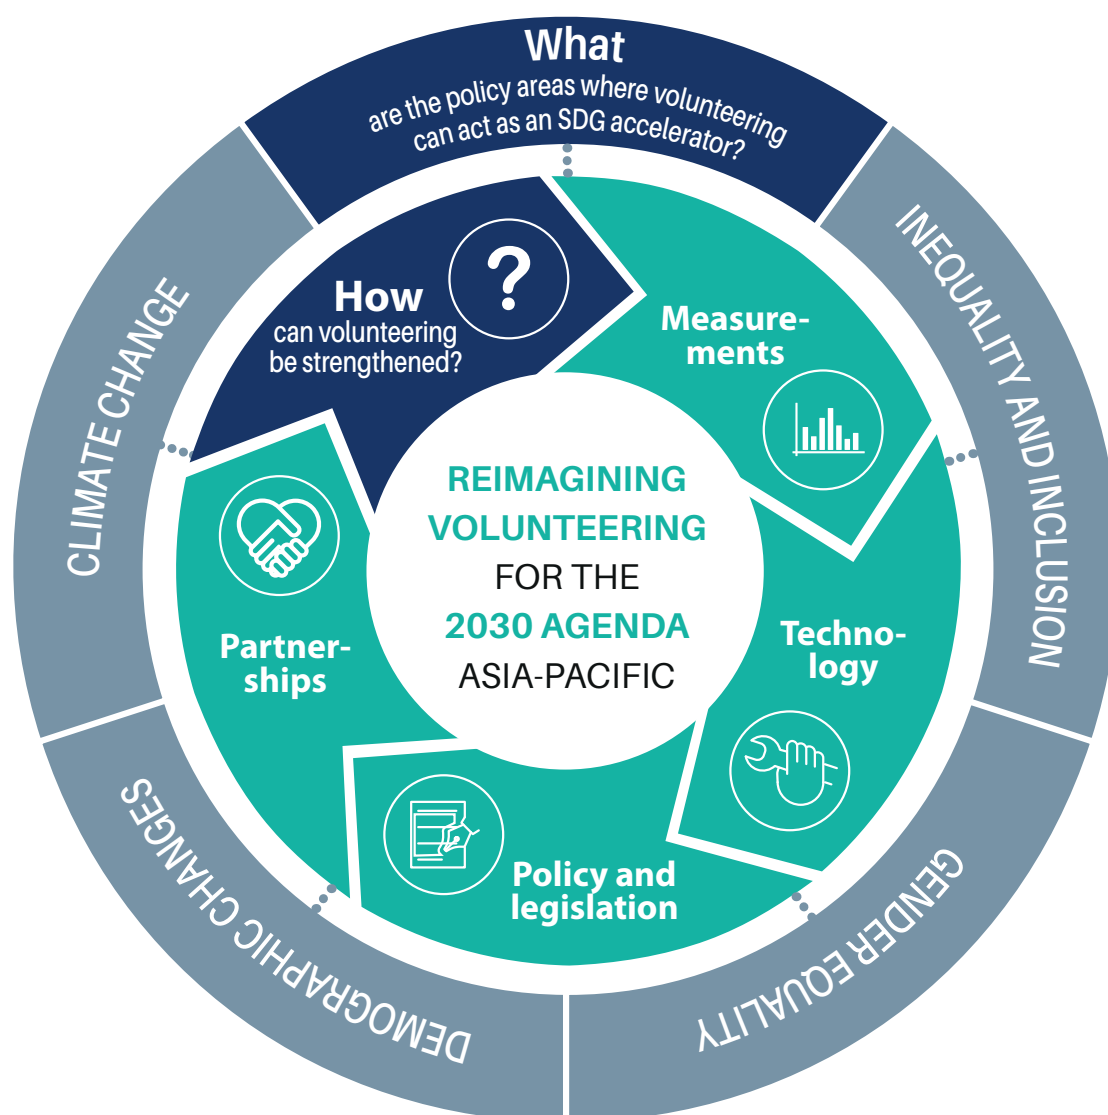 What
are the policy areas where volunteering
can act as an SDG accelerator?
INEQUALITY AND INCLUSION
GENDER EQUALITY
DEMOGRAPHIC CHANGES
CLIMATE CHANGE
How
can volunteering
be strengthened?
?
Measure-
ments
Techno-
logy
Policy and
legislation
Partner-
ships
REIMAGINING
VOLUNTEERING
FOR THE
2030 AGENDA
ASIA-PACIFIC